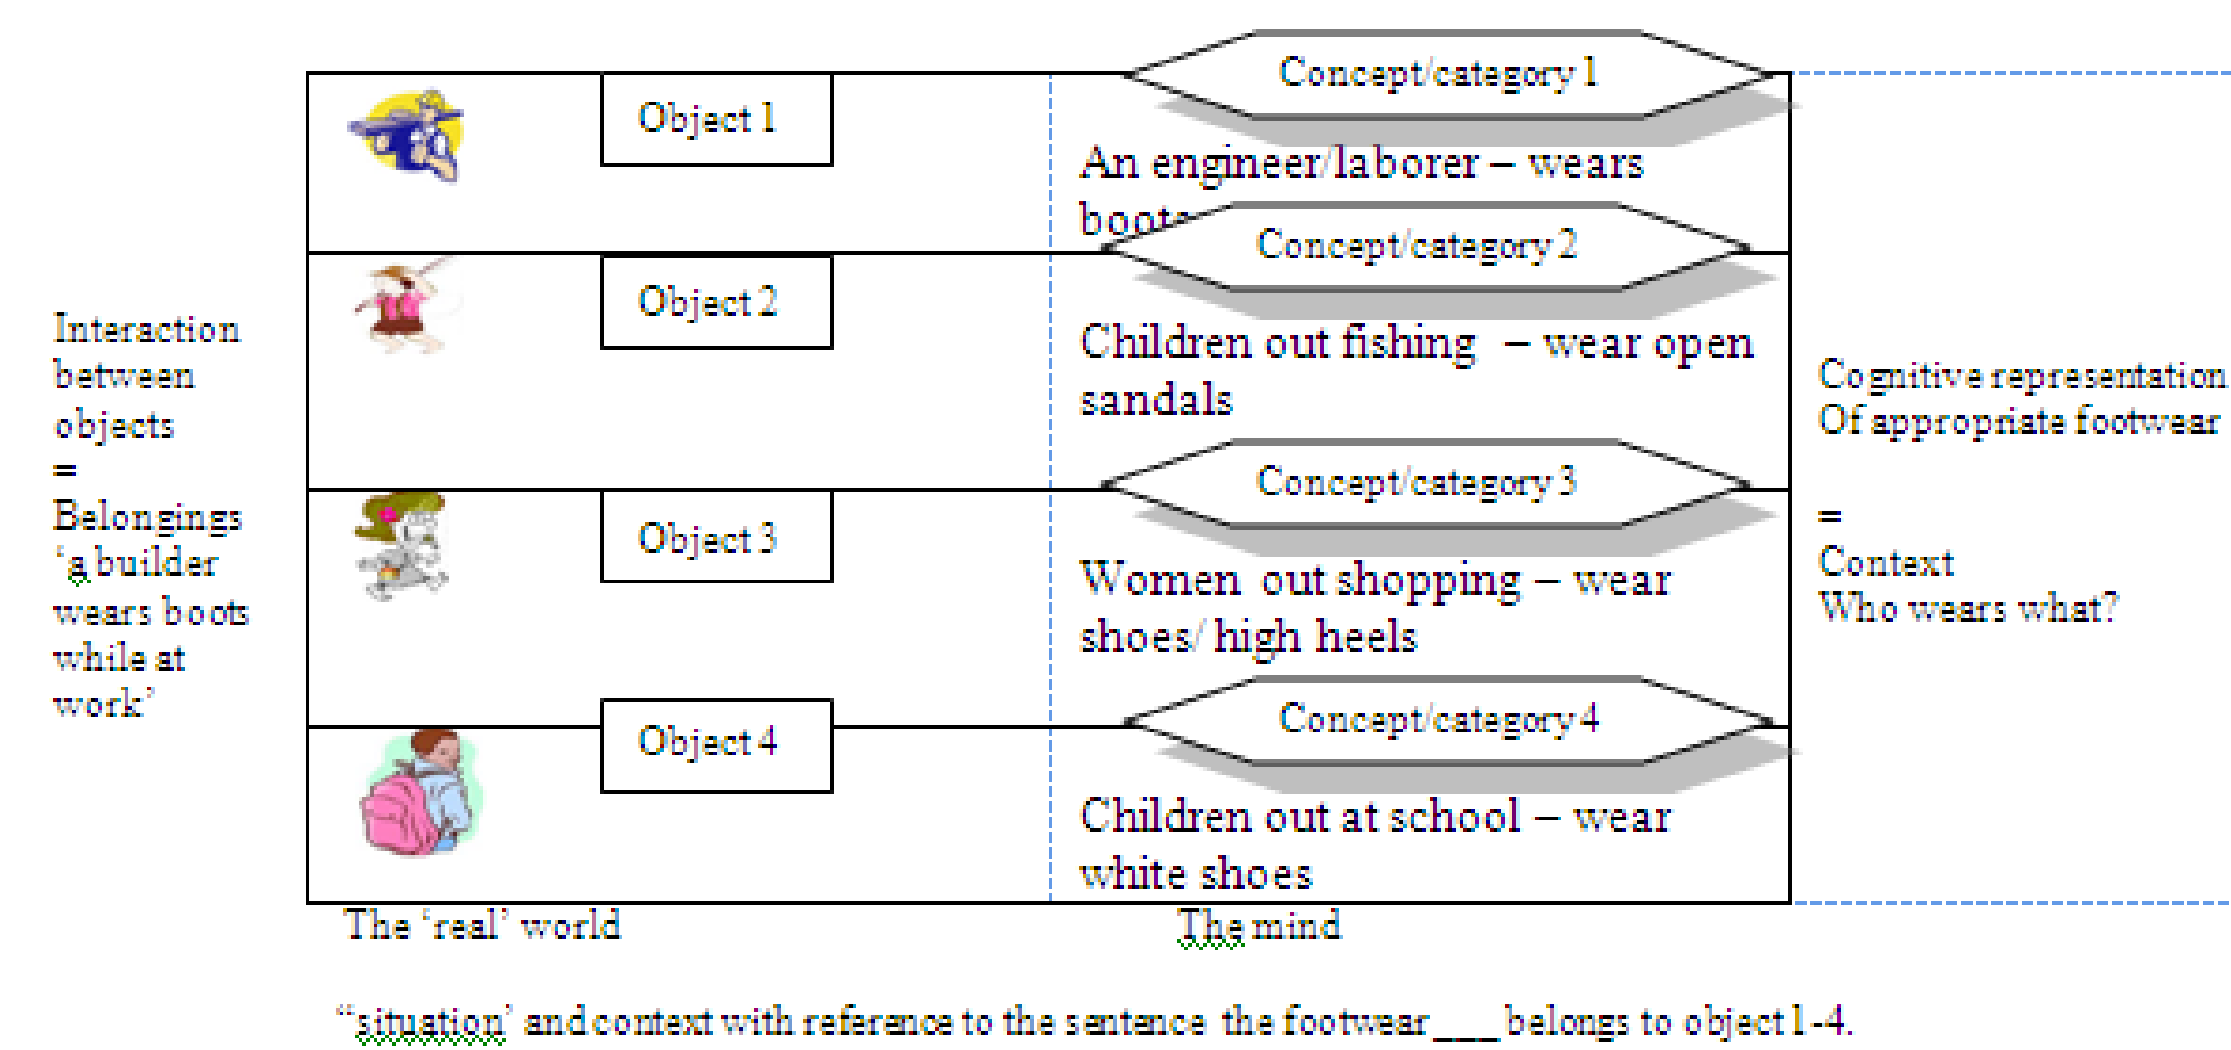 Concept/category 1
Object 1
An engineer/laborer – wears
boots
Concept/category 2
Object 2
Children out fishing – wear open
sandals
Interaction
between
objects
=
Belongings
‘a builder
wears boots
while at
work’
Cognitive representation
Of appropriate footwear
=
Context
Who wears what?
Concept/category 3
Object 3
Women out shopping – wear
shoes/ high heels
Concept/category 4
Object 4
Children out at school – wear
white shoes
The ‘real’ world
The mind
“situation’ and context with reference to the sentence the footwear ___ belongs to object 1-4.